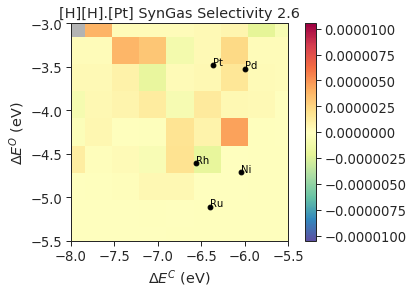 [H][H].[Pt] SynGas Selectivity 2.6
−3.0
−3.5
−4.0
−4.5
−5.0
−5.5
ΔE^O (eV)
Pt
Pd
Rh
Ni
Ru
−8.0 −7.5 −7.0 −6.5 −6.0 −5.5
ΔE^C (eV)
0.0000100
0.0000075
0.0000050
0.0000025
0.0000000
−0.0000025
−0.0000050
−0.0000075
−0.0000100